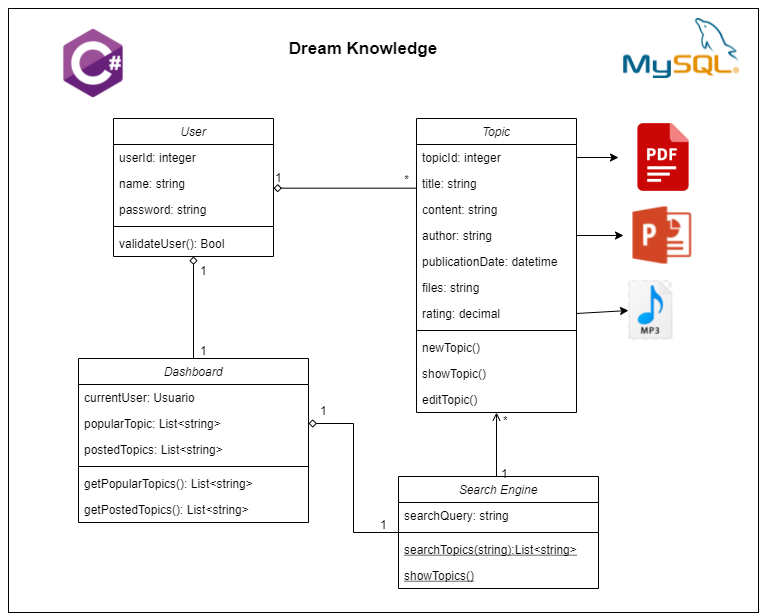 Dream Knowledge
C#
MySQL®
User
userId: integer
name: string
password: string
validateUser(): Bool
1
*
Topic
topicId: integer
title: string
content: string
author: string
publicationDate: datetime
files: string
rating: decimal
newTopic()
showTopic()
editTopic()
PDF
P
MP3
1
1
Dashboard
currentUser: Usuario
popularTopic: List<string>
postedTopics: List<string>
getPopularTopics(): List<string>
getPostedTopics(): List<string>
1
1
*
1
Search Engine
searchQuery: string
searchTopics(string):List<string>
showTopics()